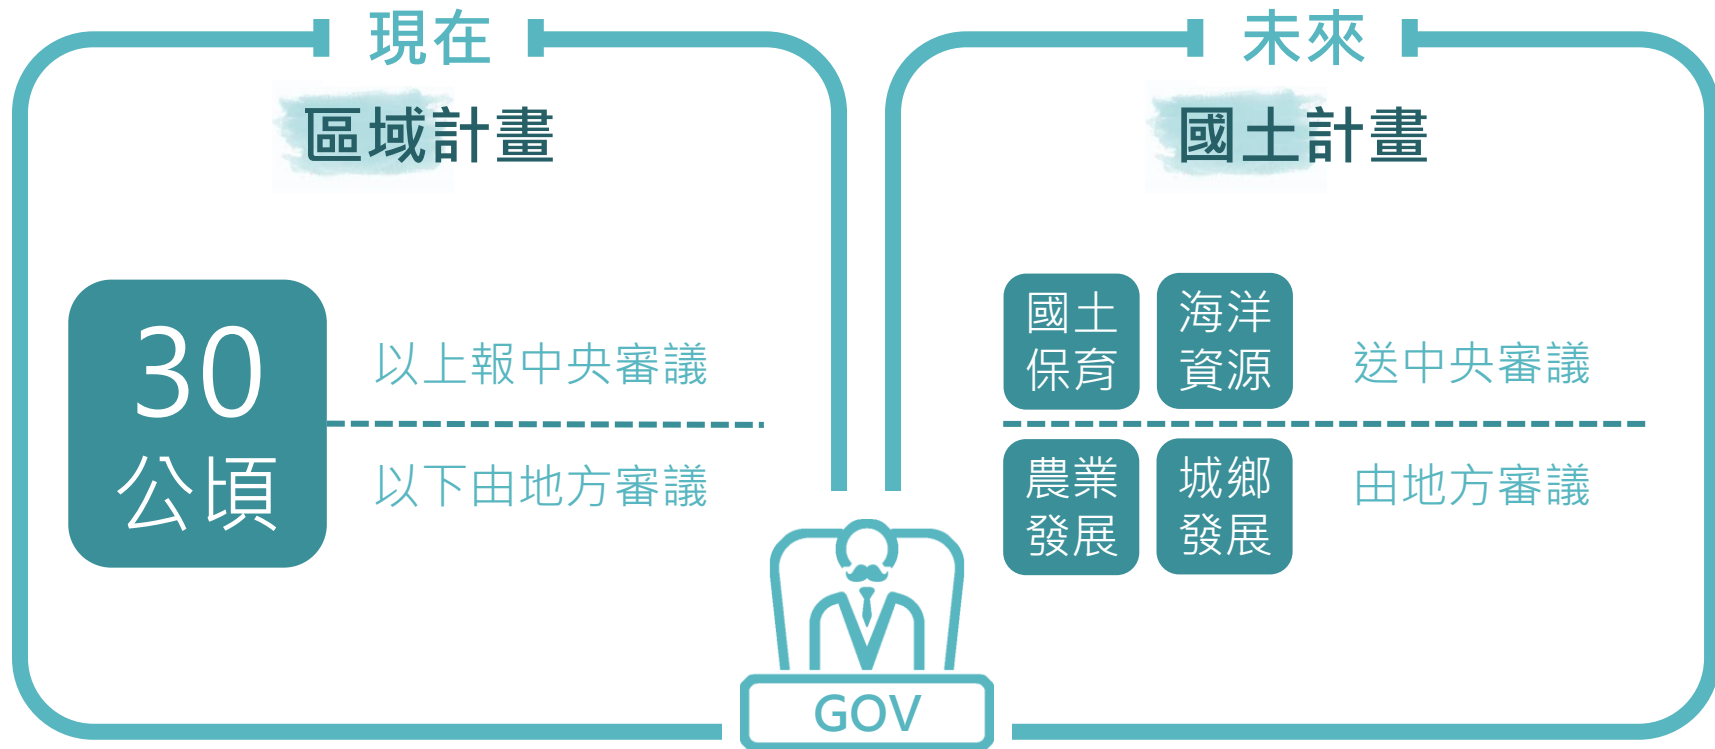 現在
區域計畫
30
公頃
以上報中央審議
以下由地方審議
未來
國土計畫
國土
保育
海洋
資源
送中央審議
農業
發展
城鄉
發展
由地方審議
GOV